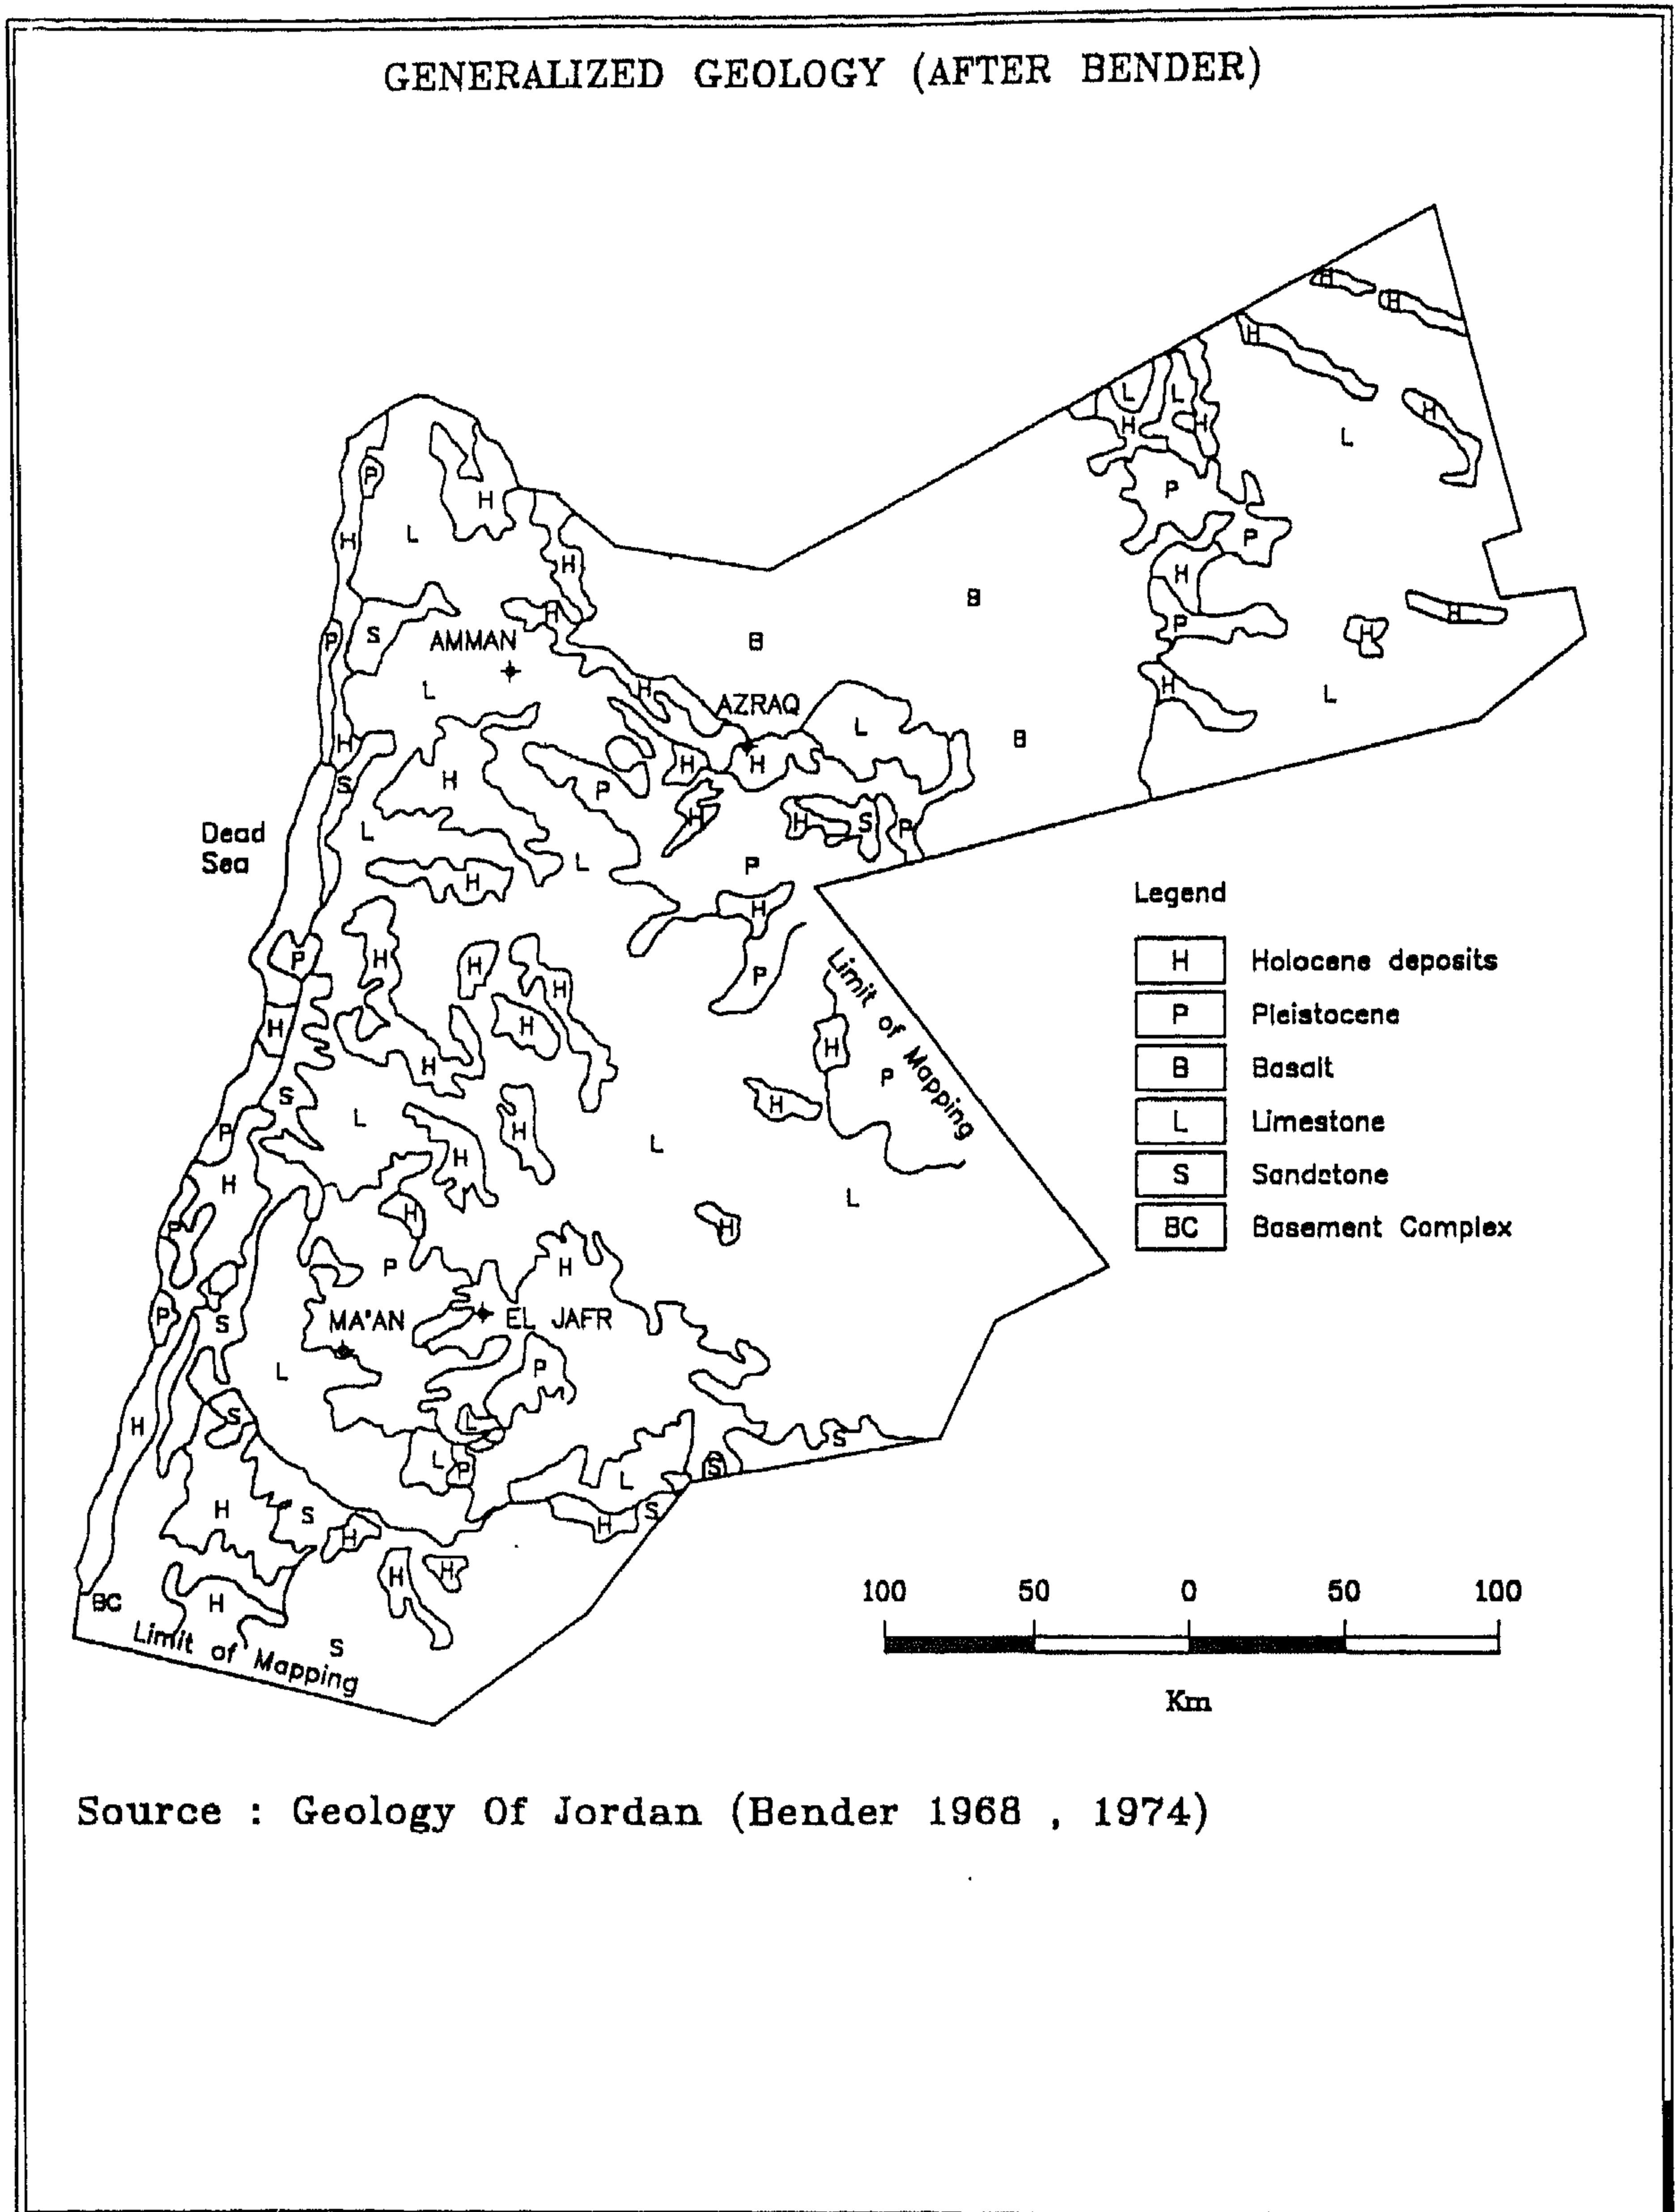 GENERALIZED GEOLOGY (AFTER BENDER)
H
H
H
L
L
H
L
H
H
P
H
P
L
H
P
P
H
H
H
B
H
H
P
S
AMMAN
B
P
H
L
H
H
L
AZRAQ
L
B
H
H
H
H
P
S
H
H
S
P
Dead
Sea
L
L
P
H
H
P
H
H
H
P
Limit of Mapping
H
H
H
H
P
S
H
L
H
P
L
H
H
L
P
H
H
H
P
H
L
P
S
MA'AN
EL JAFR
L
P
H
S
L
L
P
L
S
S
H
S
H
S
H
H
H
BC
H
Limit of Mapping
S
Legend
H Holocene deposits
P Pleistocene
B Basalt
L Limestone
S Sandstone
BC Basement Complex
100 50 0 50 100
Km
Source : Geology Of Jordan (Bender 1968 , 1974)